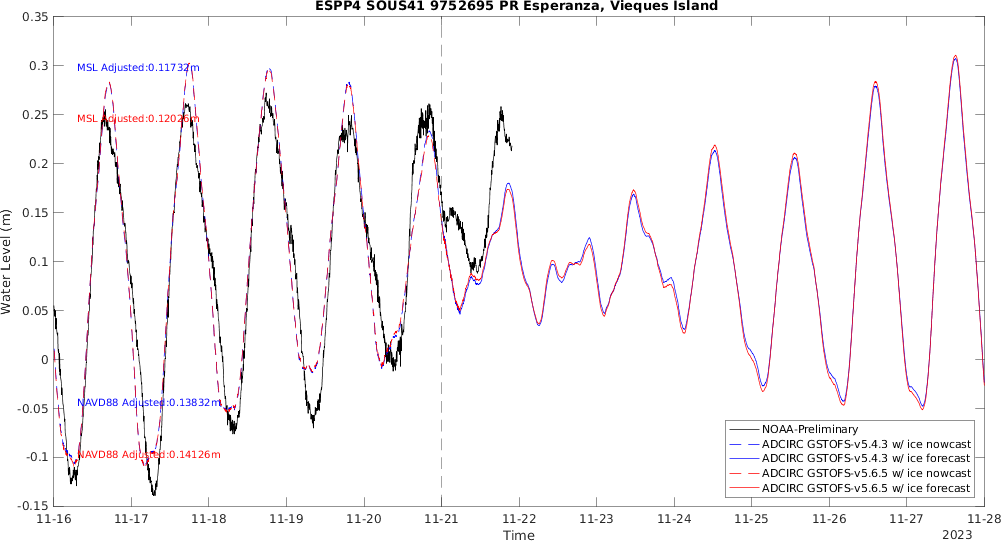 ESPP4 SOUS41 9752695 PR Esperanza, Vieques Island
0.35
0.3
0.25
0.2
0.15
0.1
0.05
0
-0.05
-0.1
-0.15
Water Level (m)
MSL Adjusted:0.11732m
MSL Adjusted:0.12026m
NAVD88 Adjusted:0.13832m
NAVD88 Adjusted:0.14126m
NOAA-Preliminary
ADCIRC GSTOFS-v5.4.3 w/ ice nowcast
ADCIRC GSTOFS-v5.4.3 w/ ice forecast
ADCIRC GSTOFS-v5.6.5 w/ ice nowcast
ADCIRC GSTOFS-v5.6.5 w/ ice forecast
11-16 11-17 11-18 11-19 11-20 11-21 11-22 11-23 11-24 11-25 11-26 11-27 11-28
Time
2023